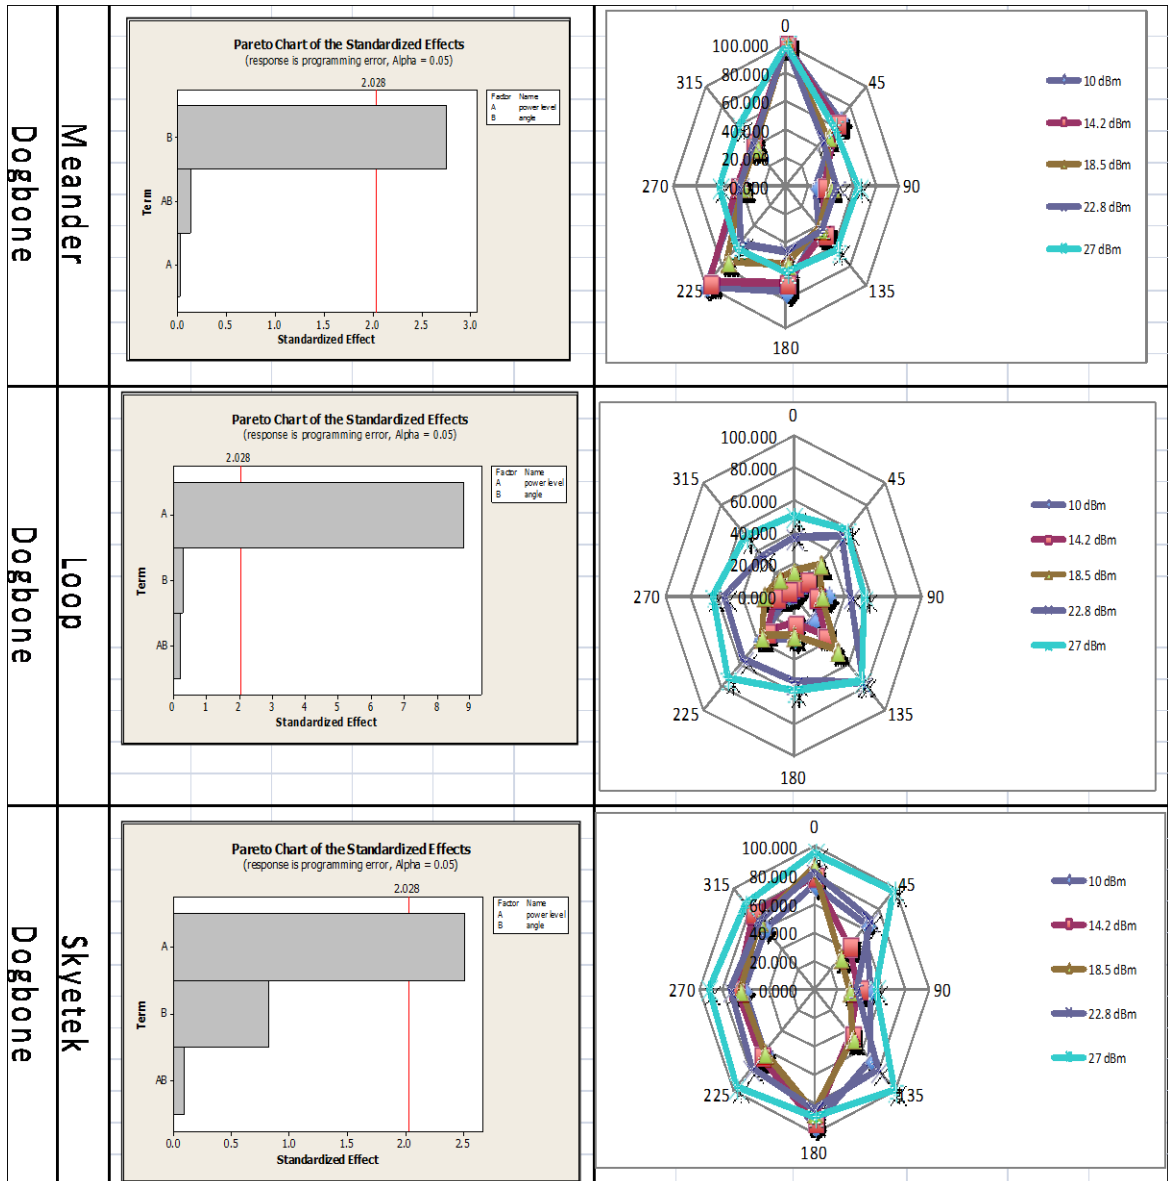 Meander
Dogbone
Pareto Chart of the Standardized Effects
(response is programming error, Alpha = 0.05)
2.028
Factor Name
A power level
B angle
Term
B
AB
A
0.0 0.5 1.0 1.5 2.0 2.5 3.0
Standardized Effect
0
45
90
135
180
225
270
315
100.000
80.000
60.000
40.000
20.000
0.000
10 dBm
14.2 dBm
18.5 dBm
22.8 dBm
27 dBm
Loop
Dogbone
Pareto Chart of the Standardized Effects
(response is programming error, Alpha = 0.05)
2.028
Factor Name
A power level
B angle
Term
A
B
AB
0 1 2 3 4 5 6 7 8 9
Standardized Effect
0
45
90
135
180
225
270
315
100.000
80.000
60.000
40.000
20.000
0.000
10 dBm
14.2 dBm
18.5 dBm
22.8 dBm
27 dBm
Skyetek
Dogbone
Pareto Chart of the Standardized Effects
(response is programming error, Alpha = 0.05)
2.028
Factor Name
A power level
B angle
Term
A
B
AB
0.0 0.5 1.0 1.5 2.0 2.5
Standardized Effect
0
45
90
135
180
225
270
315
100.000
80.000
60.000
40.000
20.000
0.000
10 dBm
14.2 dBm
18.5 dBm
22.8 dBm
27 dBm